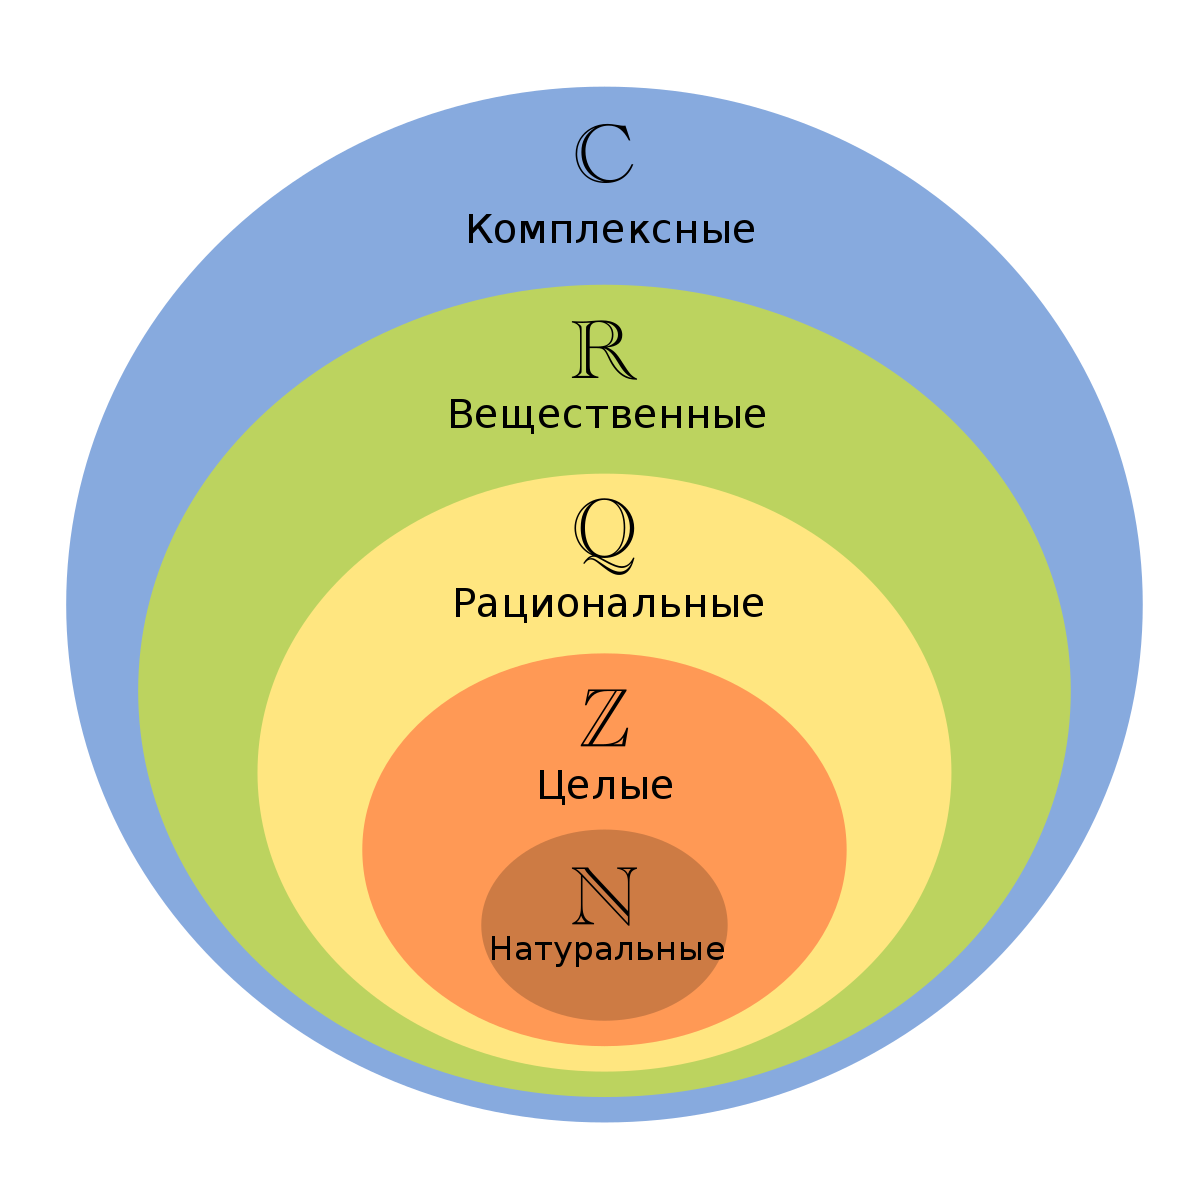 ℂ
Комплексные
ℝ
Вещественные
ℚ
Рациональные
ℤ
Целые
ℕ
Натуральные